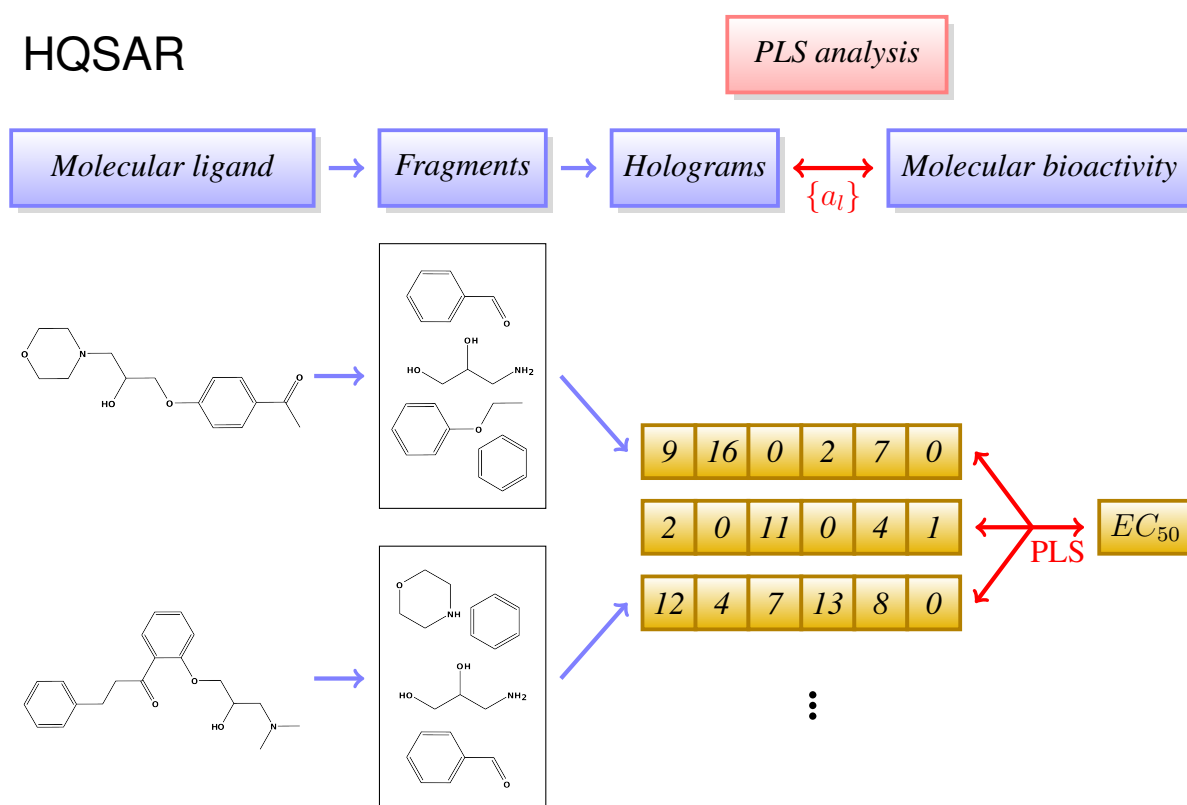 HQSAR
PLS analysis
Molecular ligand
Fragments
Holograms
{a_l}
Molecular bioactivity
O
N
HO
O
O
O
OH
HO
NH2
O
9 16 0 2 7 0
2 0 11 0 4 1
12 4 7 13 8 0
PLS
EC₅₀
O
O
HO
N
O
NH
OH
HO
NH2
O